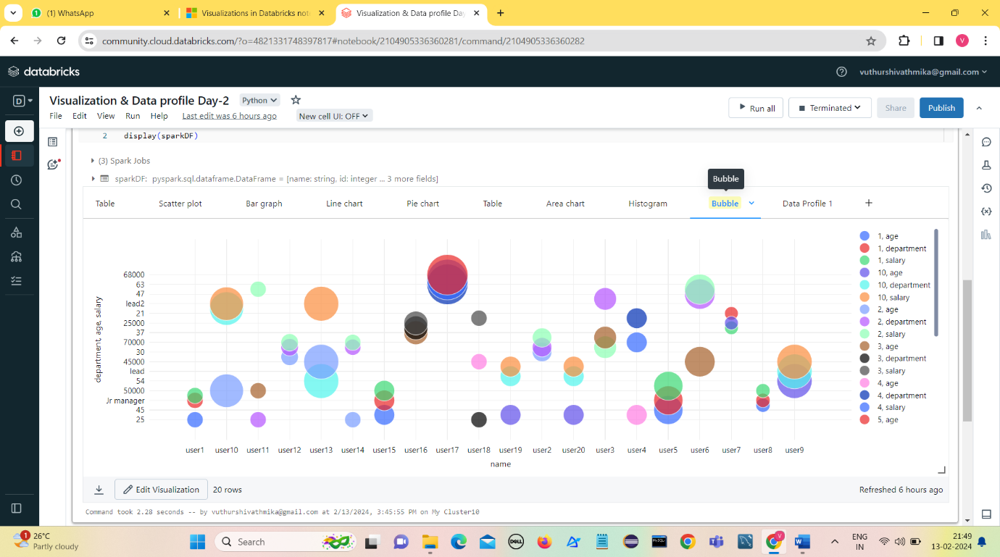 (1) WhatsApp
Visualizations in Databricks not
Visualization & Data profile Day
community.cloud.databricks.com/?o=4821331748397817#notebook/2104905336360281/command/2104905336360282
V
databricks
vuthurshivathmika@gmail.com
D
Visualization & Data profile Day-2
Python
File Edit View Run Help Last edit was 6 hours ago New cell UI: OFF
Run all
Terminated
Share
Publish
2 display(sparkDF)
(3) Spark Jobs
sparkDF: pyspark.sql.dataframe.DataFrame = [name: string, id: integer ... 3 more fields]
Bubble
Table Scatter plot Bar graph Line chart Pie chart Table Area chart Histogram Bubble Data Profile 1 +
department, age, salary
68000
63
47
lead2
21
25000
37
70000
30
45000
lead
54
50000
Jr manager
45
25
user1 user10 user11 user12 user13 user14 user15 user16 user17 user18 user19 user2 user20 user3 user4 user5 user6 user7 user8 user9
name
1, age
1, department
1, salary
10, age
10, department
10, salary
2, age
2, department
2, salary
3, age
3, department
3, salary
4, age
4, department
4, salary
5, age
Edit Visualization
20 rows
Refreshed 6 hours ago
Command took 2.28 seconds -- by vuthurshivathmika@gmail.com at 2/13/2024, 3:45:55 PM on My Cluster10
1
26°C
Partly cloudy
Search
DELL
V
W
ENG
IN
21:49
13-02-2024